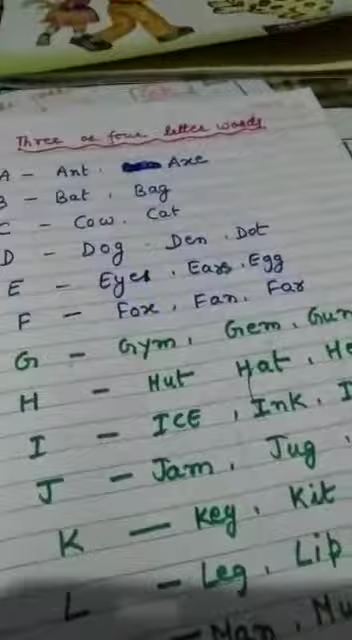 Three or four letter words
A - Ant, Axe
B - Bat, Bag
C - Cow, Cat
D - Dog, Den, Dot
E - Eyes, Ears, Egg
F - Fox, Fan, Far
G - Gym, Gem, Gun
H - Hut Hat,
I - ICE, Ink,
J - Jam, Jug,
K - Key, Kit
L - Leg, Lip
- Man,